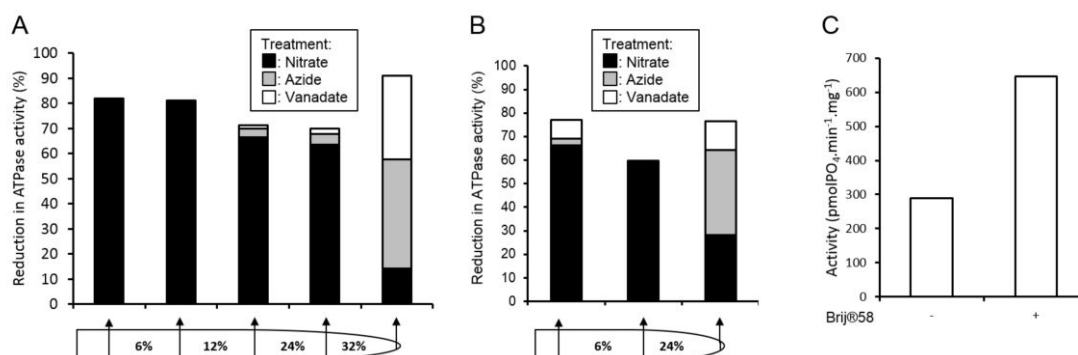 A
Reduction in ATPase activity (%)
100
90
80
70
60
50
40
30
20
10
0
Treatment:
: Nitrate
: Azide
: Vanadate
6% 12% 24% 32%
B
Reduction in ATPase activity (%)
100
90
80
70
60
50
40
30
20
10
0
Treatment:
: Nitrate
: Azide
: Vanadate
6% 24%
C
Activity (pmolPO₄.min⁻¹.mg⁻¹)
700
600
500
400
300
200
100
0
Brij®58 - +